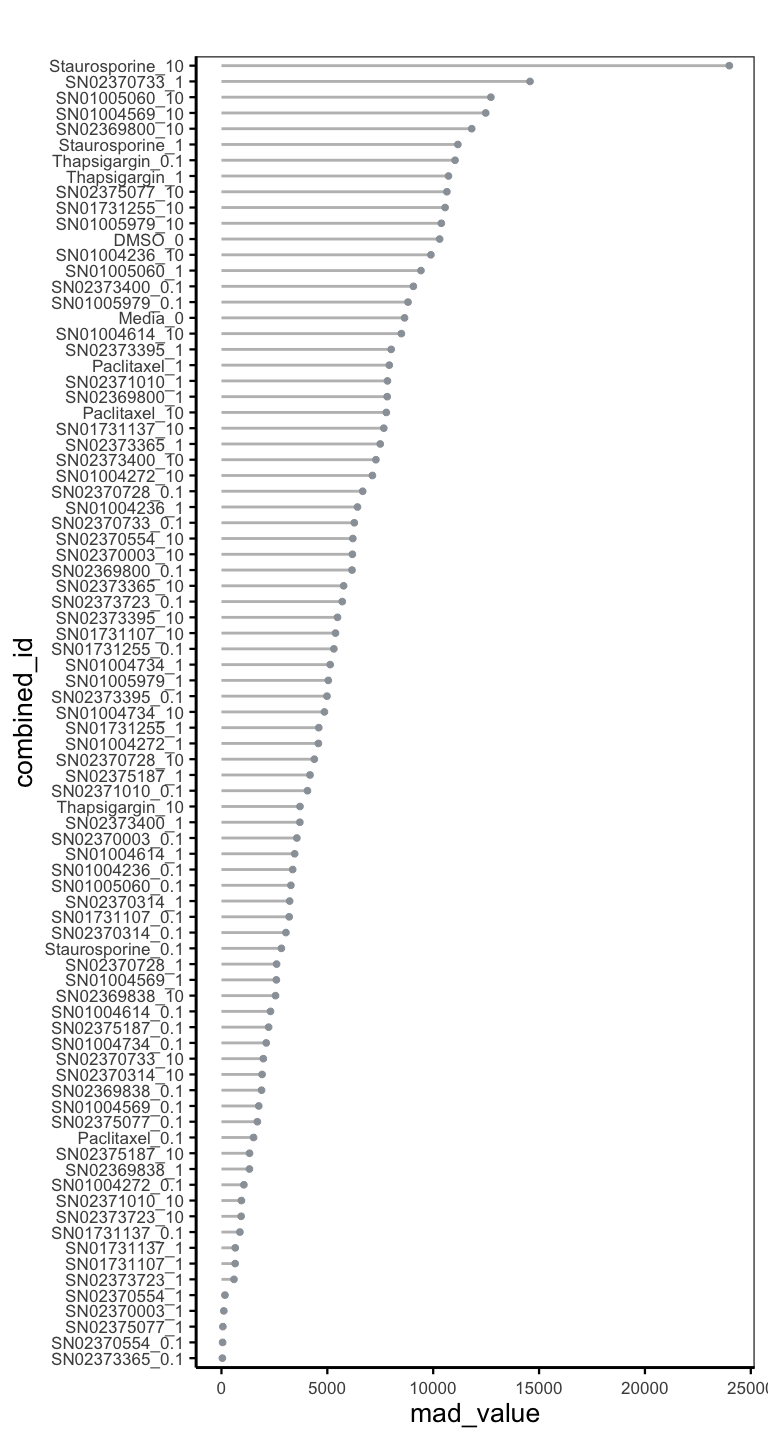 Staurosporine_10
SN02370733_1
SN01005060_10
SN01004569_10
SN02369800_10
Staurosporine_1
Thapsigargin_0.1
Thapsigargin_1
SN02375077_10
SN01731255_10
SN01005979_10
DMSO_0
SN01004236_10
SN01005060_1
SN02373400_0.1
SN01005979_0.1
Media_0
SN01004614_10
SN02373395_1
Paclitaxel_1
SN02371010_1
SN02369800_1
Paclitaxel_10
SN01731137_10
SN02373365_1
SN02373400_10
SN01004272_10
SN02370728_0.1
SN01004236_1
SN02370733_0.1
SN02370554_10
SN02370003_10
SN02369800_0.1
SN02373365_10
SN02373723_0.1
SN02373395_10
SN01731107_10
SN01731255_0.1
SN01004734_1
SN01005979_1
SN02373395_0.1
SN01004734_10
SN01731255_1
SN01004272_1
SN02370728_10
SN02375187_1
SN02371010_0.1
Thapsigargin_10
SN02373400_1
SN02370003_0.1
SN01004614_1
SN01004236_0.1
SN01005060_0.1
SN02370314_1
SN01731107_0.1
SN02370314_0.1
Staurosporine_0.1
SN02370728_1
SN01004569_1
SN02369838_10
SN01004614_0.1
SN02375187_0.1
SN01004734_0.1
SN02370733_10
SN02370314_10
SN02369838_0.1
SN01004569_0.1
SN02375077_0.1
Paclitaxel_0.1
SN02375187_10
SN02369838_1
SN01004272_0.1
SN02371010_10
SN02373723_10
SN01731137_0.1
SN01731137_1
SN01731107_1
SN02373723_1
SN02370554_1
SN02370003_1
SN02375077_1
SN02370554_0.1
SN02373365_0.1
combined_id
0 5000 10000 15000 20000 25000
mad_value